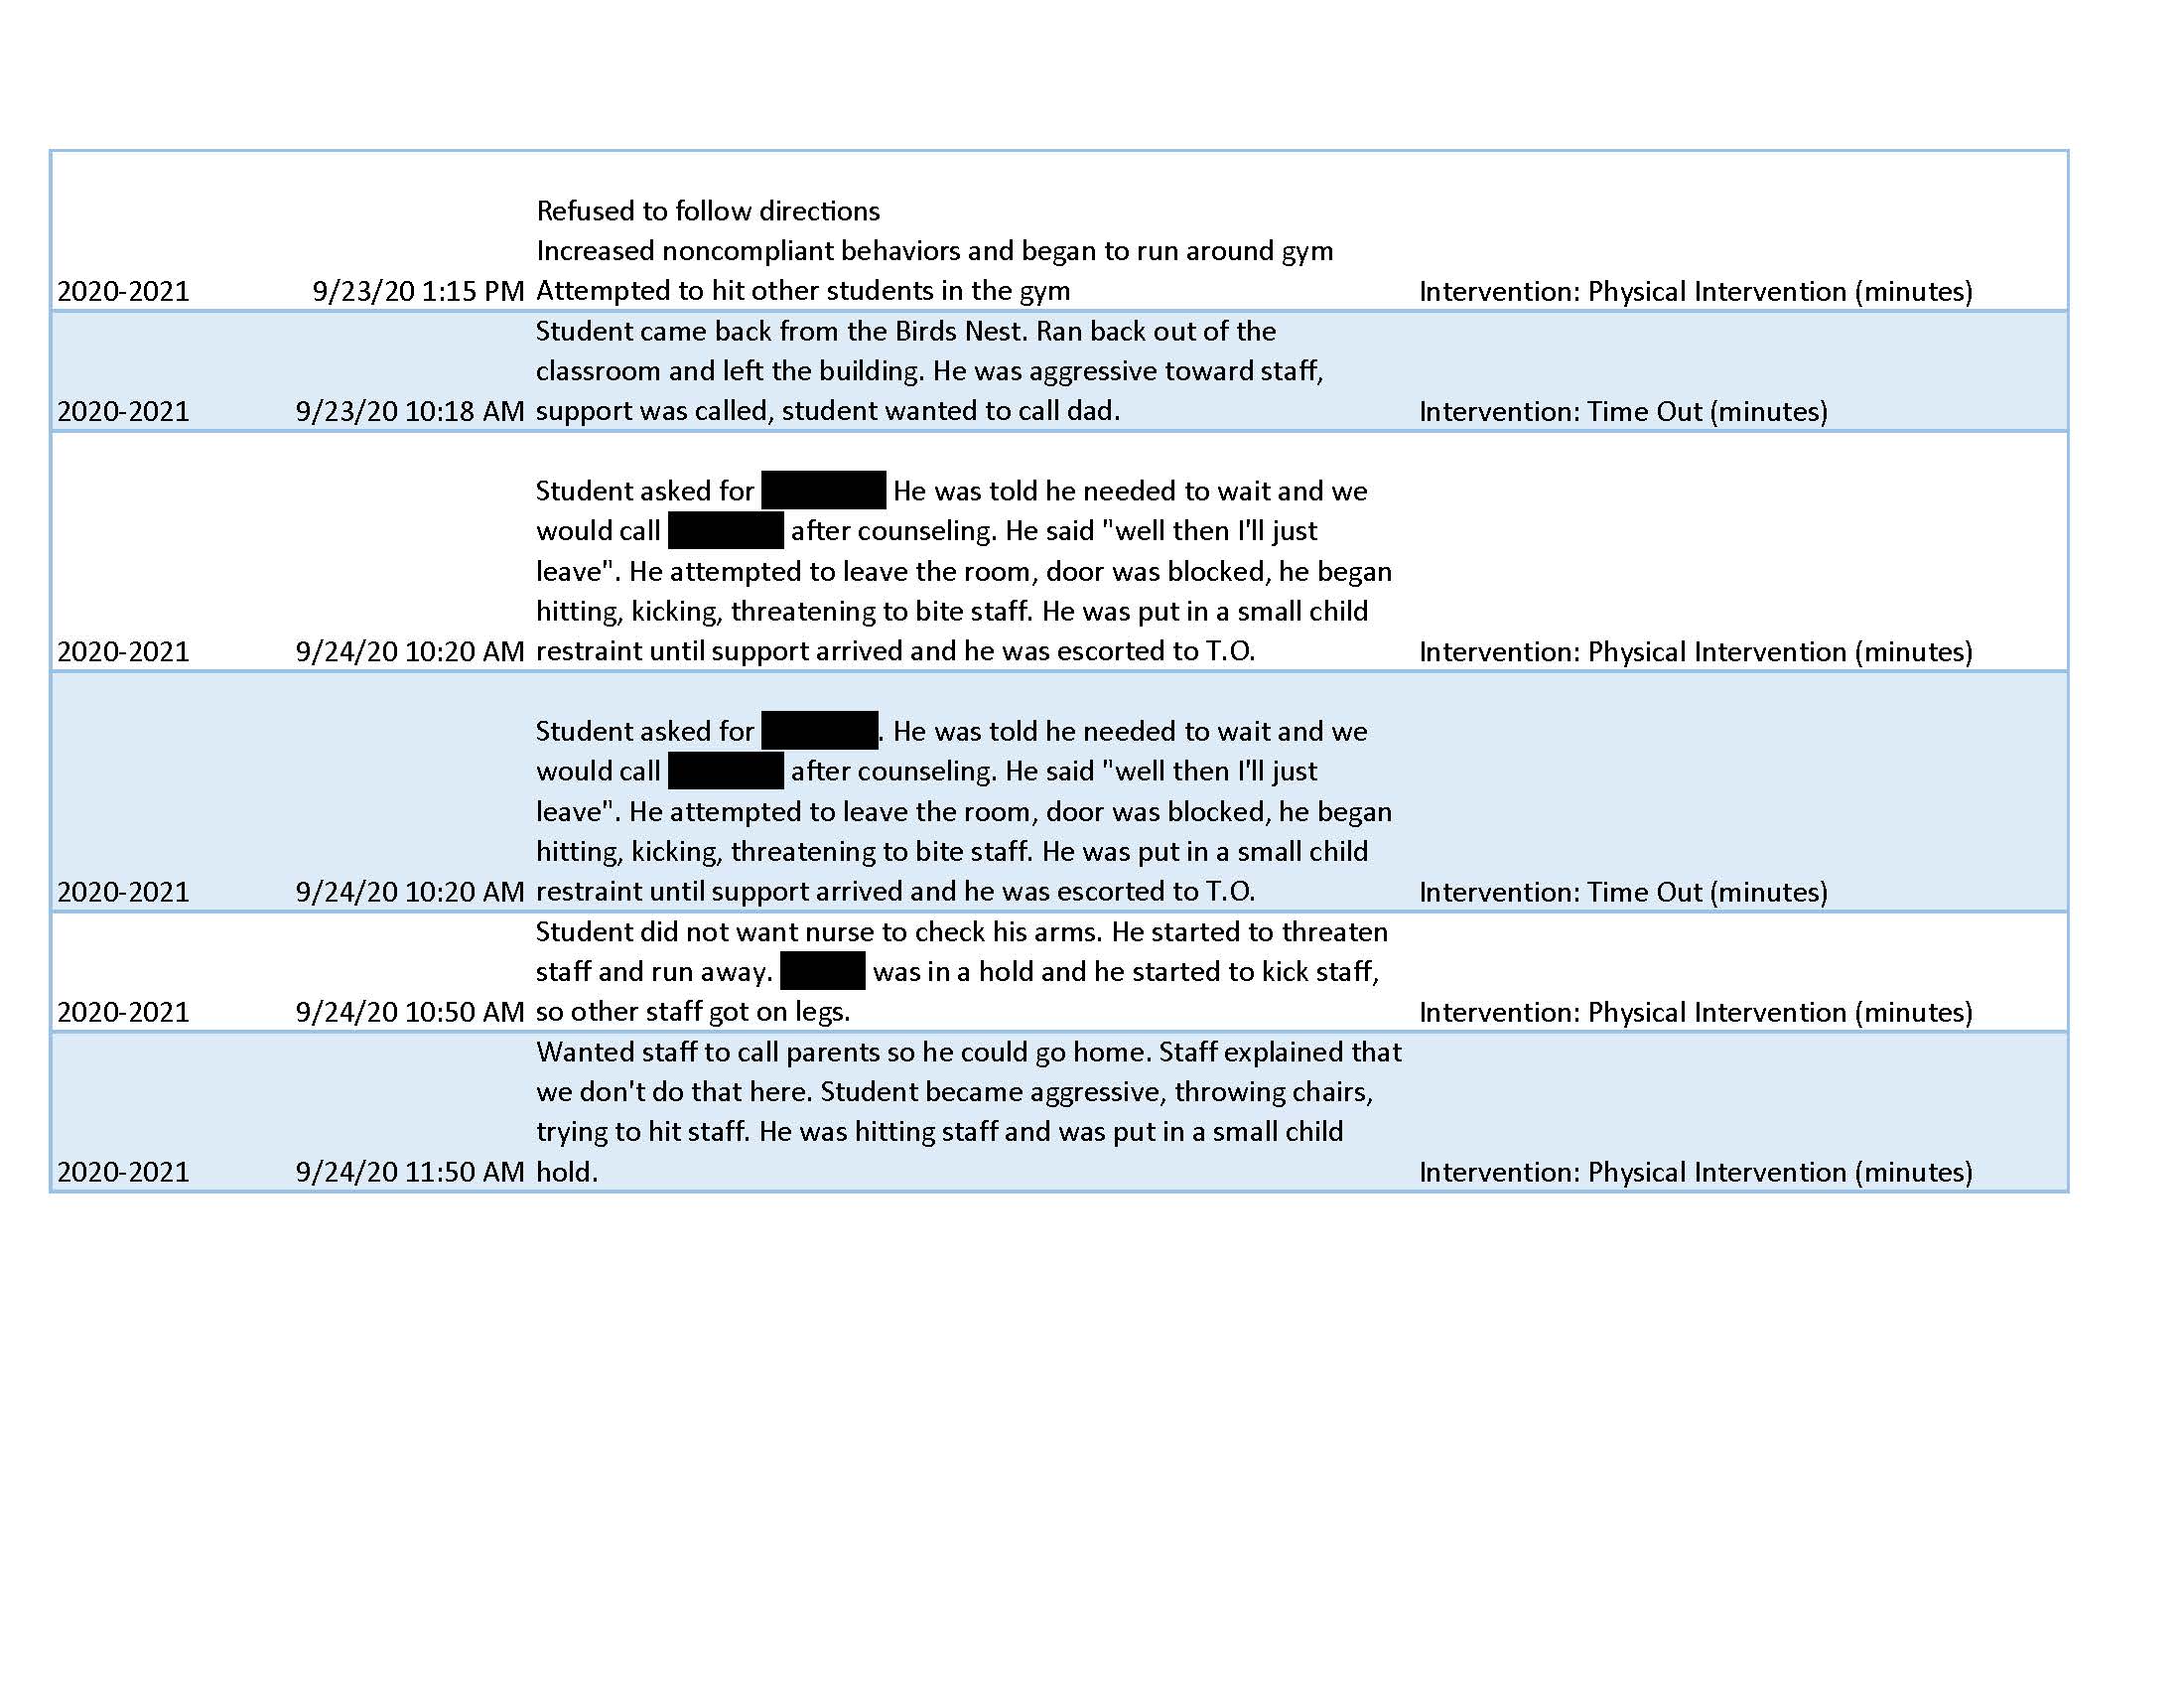 Refused to follow directions
Increased noncompliant behaviors and began to run around gym
2020-2021 9/23/20 1:15 PM Attempted to hit other students in the gym Intervention: Physical Intervention (minutes)
Student came back from the Birds Nest. Ran back out of the
classroom and left the building. He was aggressive toward staff,
2020-2021 9/23/20 10:18 AM support was called, student wanted to call dad. Intervention: Time Out (minutes)
Student asked for He was told he needed to wait and we
would call after counseling. He said "well then I'll just
leave". He attempted to leave the room, door was blocked, he began
hitting, kicking, threatening to bite staff. He was put in a small child
2020-2021 9/24/20 10:20 AM restraint until support arrived and he was escorted to T.O. Intervention: Physical Intervention (minutes)
Student asked for . He was told he needed to wait and we
would call after counseling. He said "well then I'll just
leave". He attempted to leave the room, door was blocked, he began
hitting, kicking, threatening to bite staff. He was put in a small child
2020-2021 9/24/20 10:20 AM restraint until support arrived and he was escorted to T.O. Intervention: Time Out (minutes)
Student did not want nurse to check his arms. He started to threaten
staff and run away. was in a hold and he started to kick staff,
2020-2021 9/24/20 10:50 AM so other staff got on legs. Intervention: Physical Intervention (minutes)
Wanted staff to call parents so he could go home. Staff explained that
we don't do that here. Student became aggressive, throwing chairs,
trying to hit staff. He was hitting staff and was put in a small child
2020-2021 9/24/20 11:50 AM hold. Intervention: Physical Intervention (minutes)